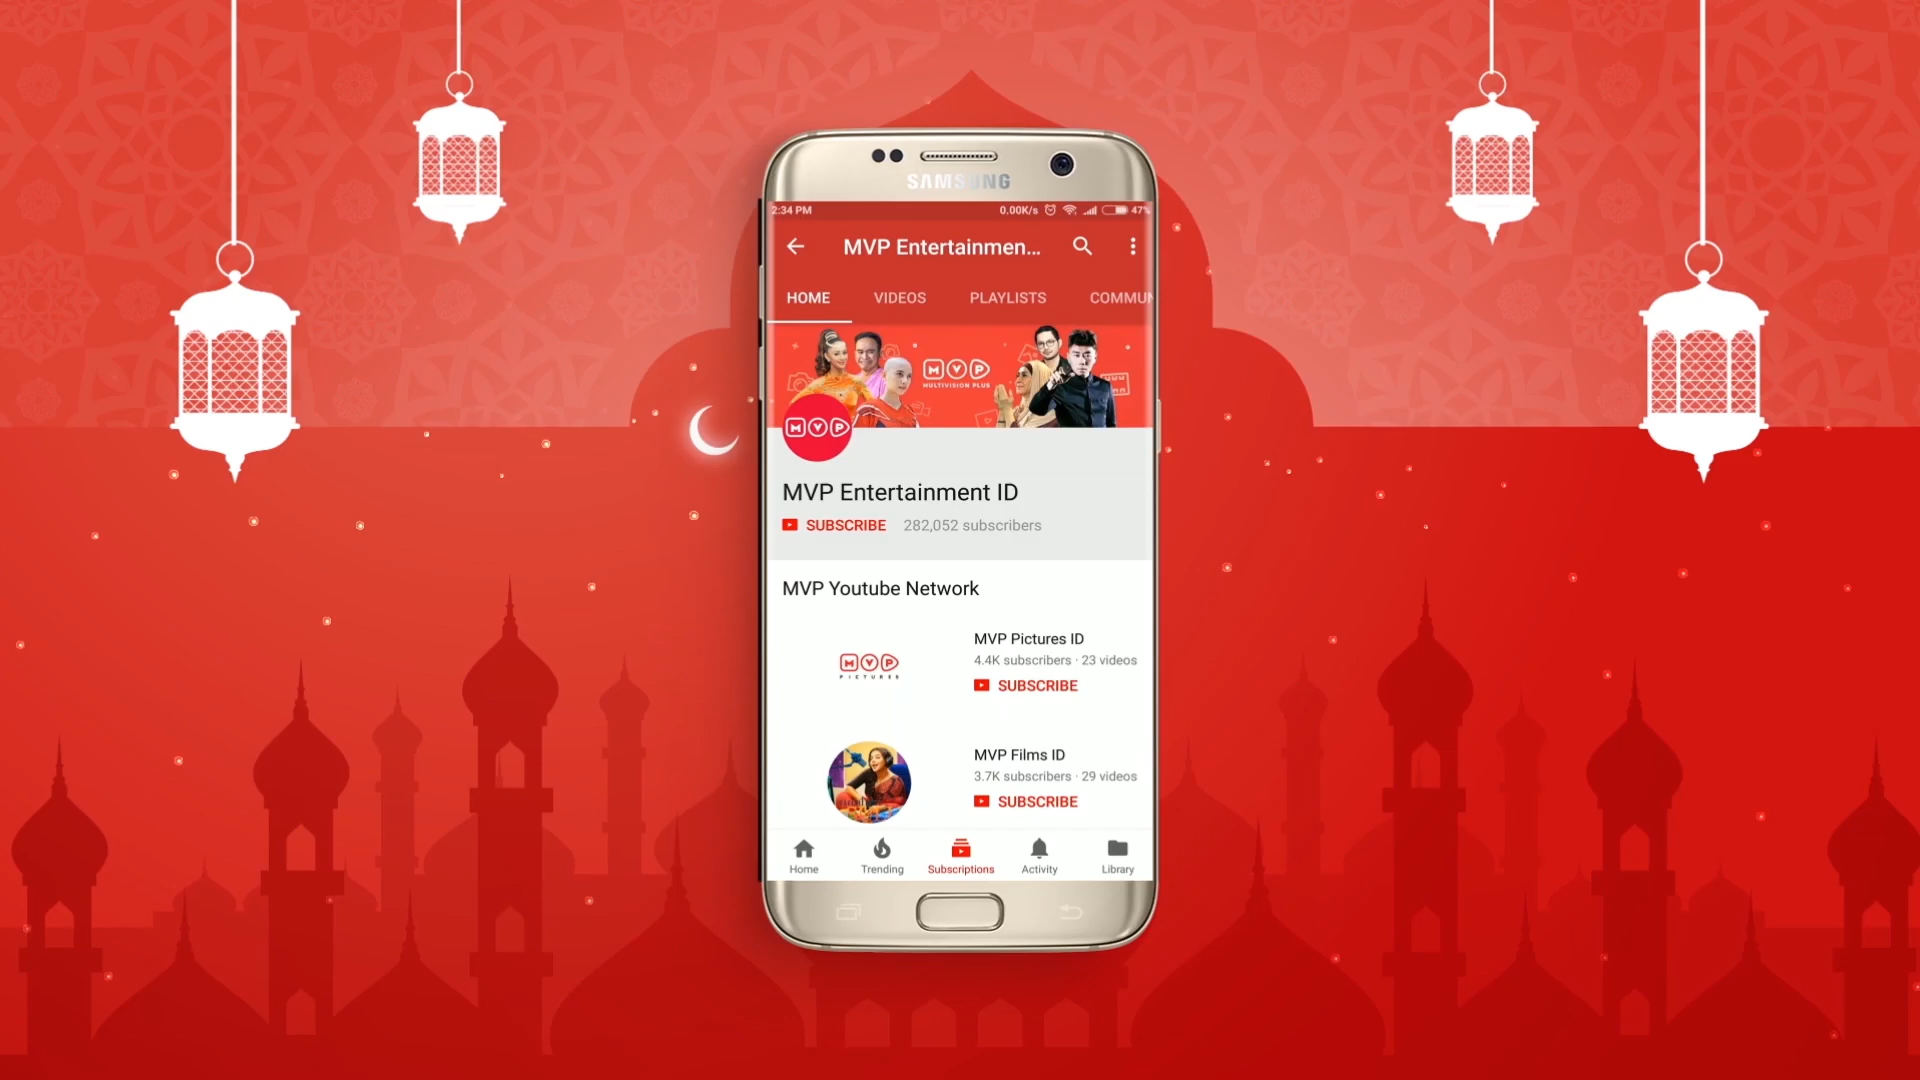 SAMSUNG
2:34 PM 0.00K/s 47%
MVP Entertainmen...
HOME VIDEOS PLAYLISTS COMMUN
MVP
MULTIVISION PLUS
MVP
MVP Entertainment ID
SUBSCRIBE 282,052 subscribers
MVP Youtube Network
MVP Pictures ID
4.4K subscribers · 23 videos
SUBSCRIBE
MVP
PICTURES
MVP Films ID
3.7K subscribers · 29 videos
SUBSCRIBE
Home Trending Subscriptions Activity Library